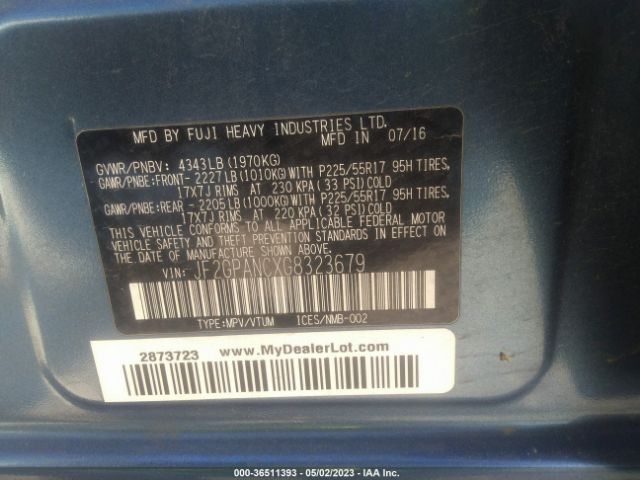 MFD BY FUJI HEAVY INDUSTRIES LTD.
MFD IN 07/16
GVWR/PNBV: 4343LB(1970KG)
GAWR/PNBE:FRONT- 2227LB(1010KG)WITH P225/55R17 95H TIRES,
17X7J RIMS AT 230 KPA(33 PSI)COLD
GAWR/PNBE:REAR - 2205LB(1000KG)WITH P225/55R17 95H TIRES,
17X7J RIMS AT 220 KPA(32 PSI)COLD
THIS VEHICLE CONFORMS TO ALL APPLICABLE FEDERAL MOTOR
VEHICLE SAFETY AND THEFT PREVENTION STANDARDS IN EFFECT ON
THE DATE OF MANUFACTURE SHOWN ABOVE.
VIN: JF2GPANCXG8323679
TYPE:MPV/VTUM ICES/NMB-002
2873723 www.MyDealerLot.com
00-36511393 - 05/02/2023 - IAA Inc.